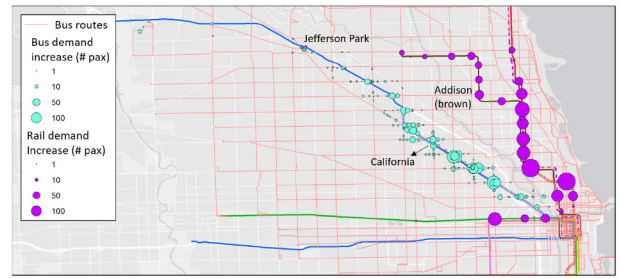 Bus routes
Bus demand
increase (# pax)
1
10
50
100
Rail demand
Increase (# pax)
1
10
50
100
Jefferson Park
Addison
(brown)
California